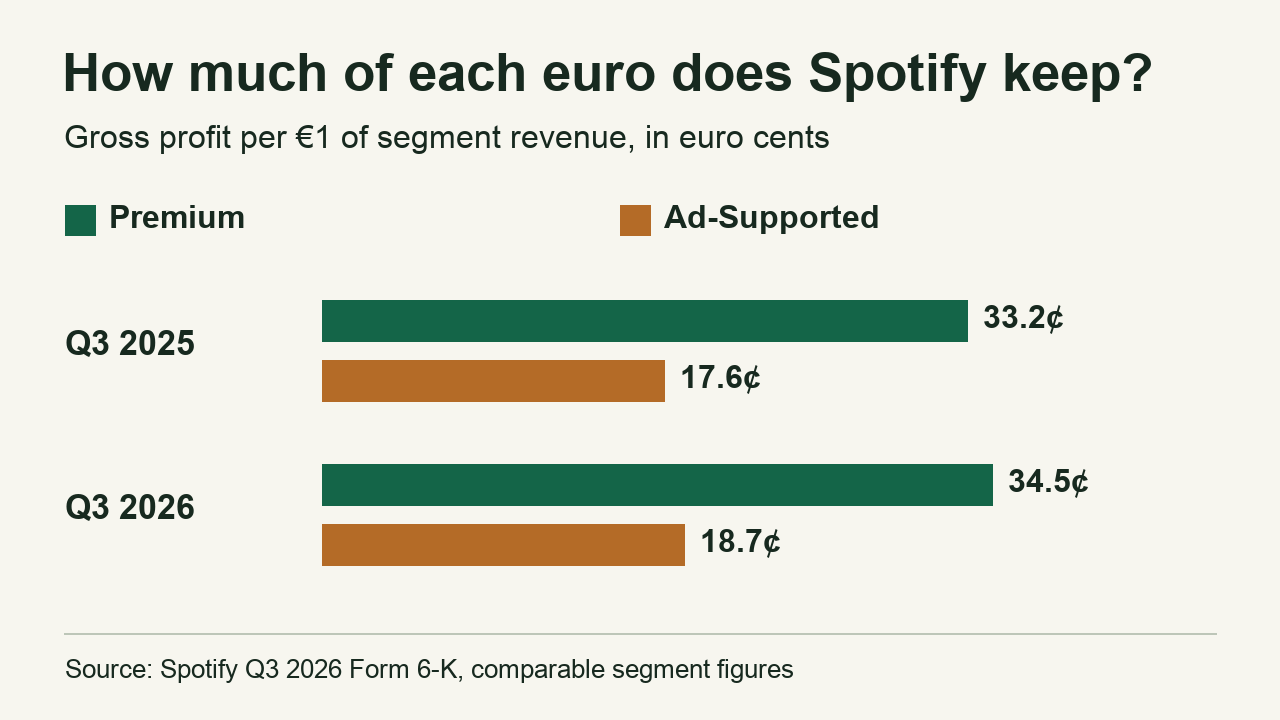 How much of each euro does Spotify keep?
Gross profit per €1 of segment revenue, in euro cents
Premium
Ad-Supported
Q3 2025
33.2¢
17.6¢
Q3 2026
34.5¢
18.7¢
Source: Spotify Q3 2026 Form 6-K, comparable segment figures